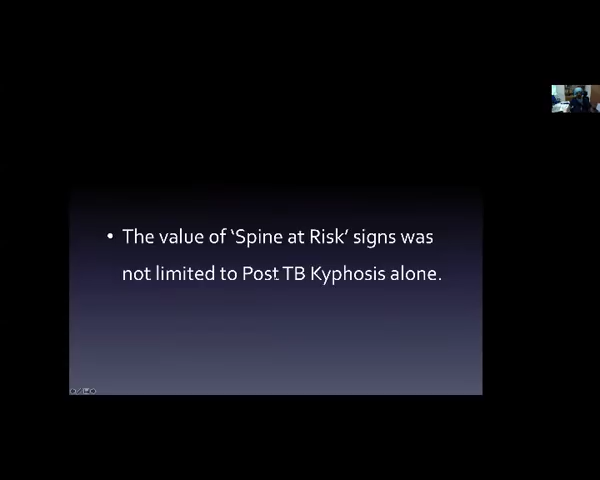 • The value of ‘Spine at Risk’ signs was
not limited to Post TB Kyphosis alone.